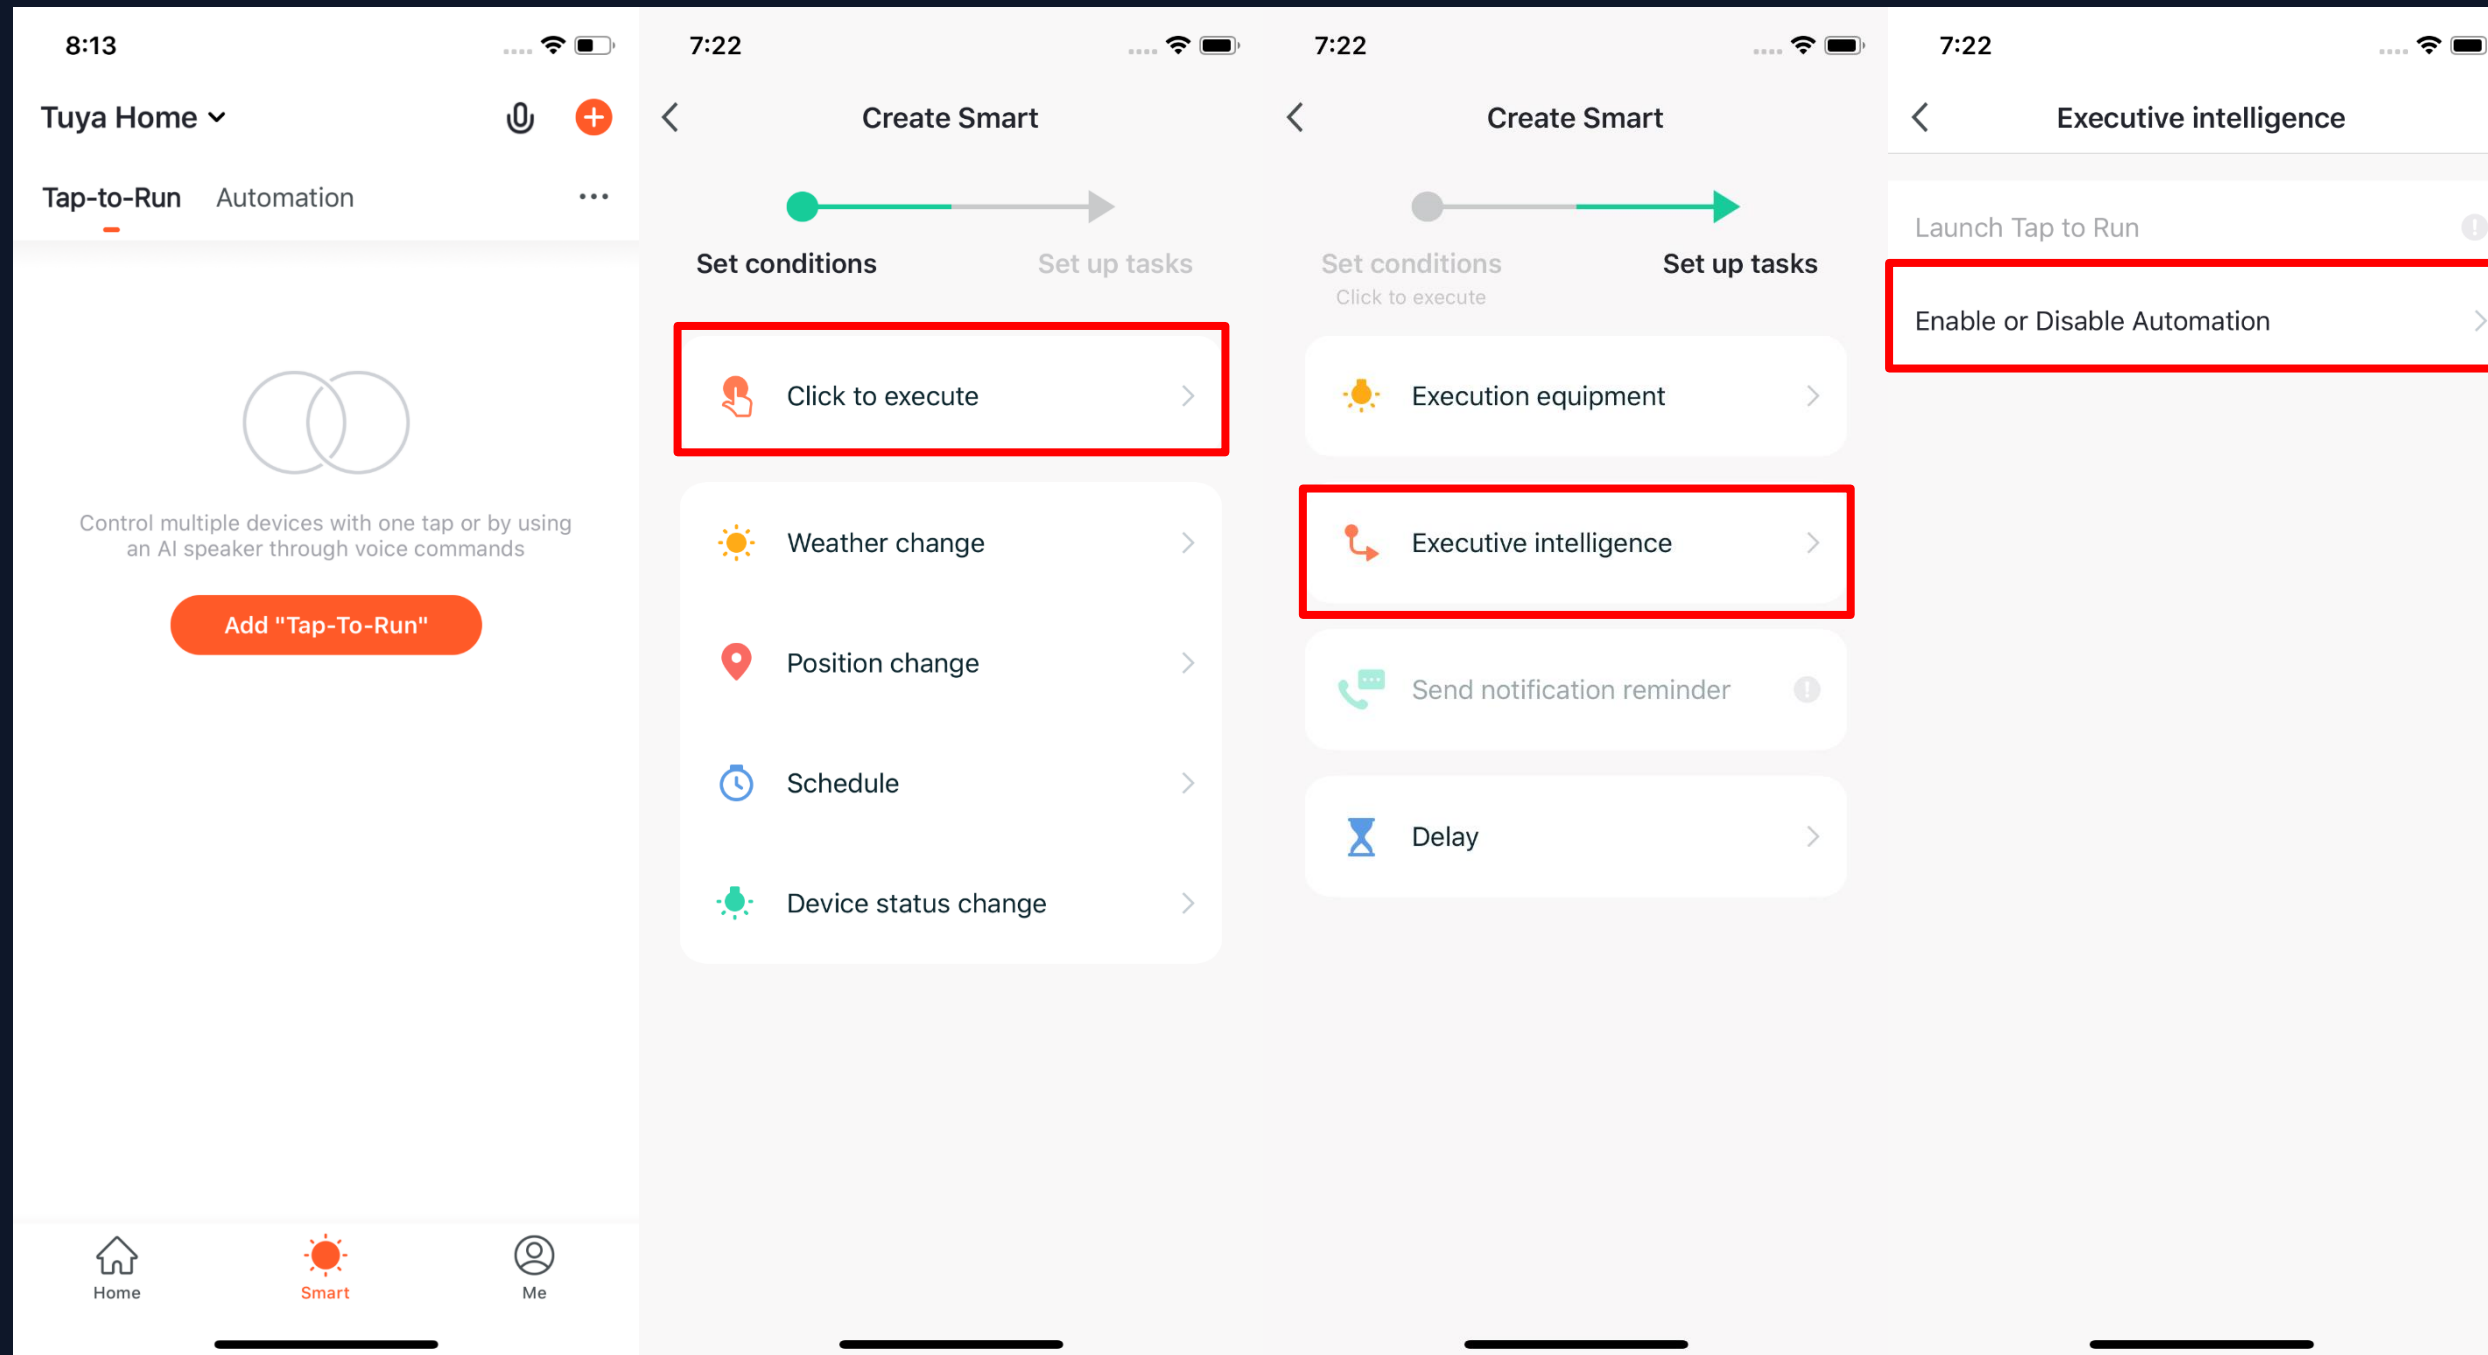 8:13
Tuya Home
Tap-to-Run Automation
Control multiple devices with one tap or by using
an AI speaker through voice commands
Add "Tap-To-Run"
Home Smart Me
7:22
Create Smart
Set conditions Set up tasks
Click to execute
Weather change
Position change
Schedule
Device status change
7:22
Create Smart
Set conditions Set up tasks
Click to execute
Execution equipment
Executive intelligence
Send notification reminder
Delay
7:22
Executive intelligence
Launch Tap to Run
Enable or Disable Automation